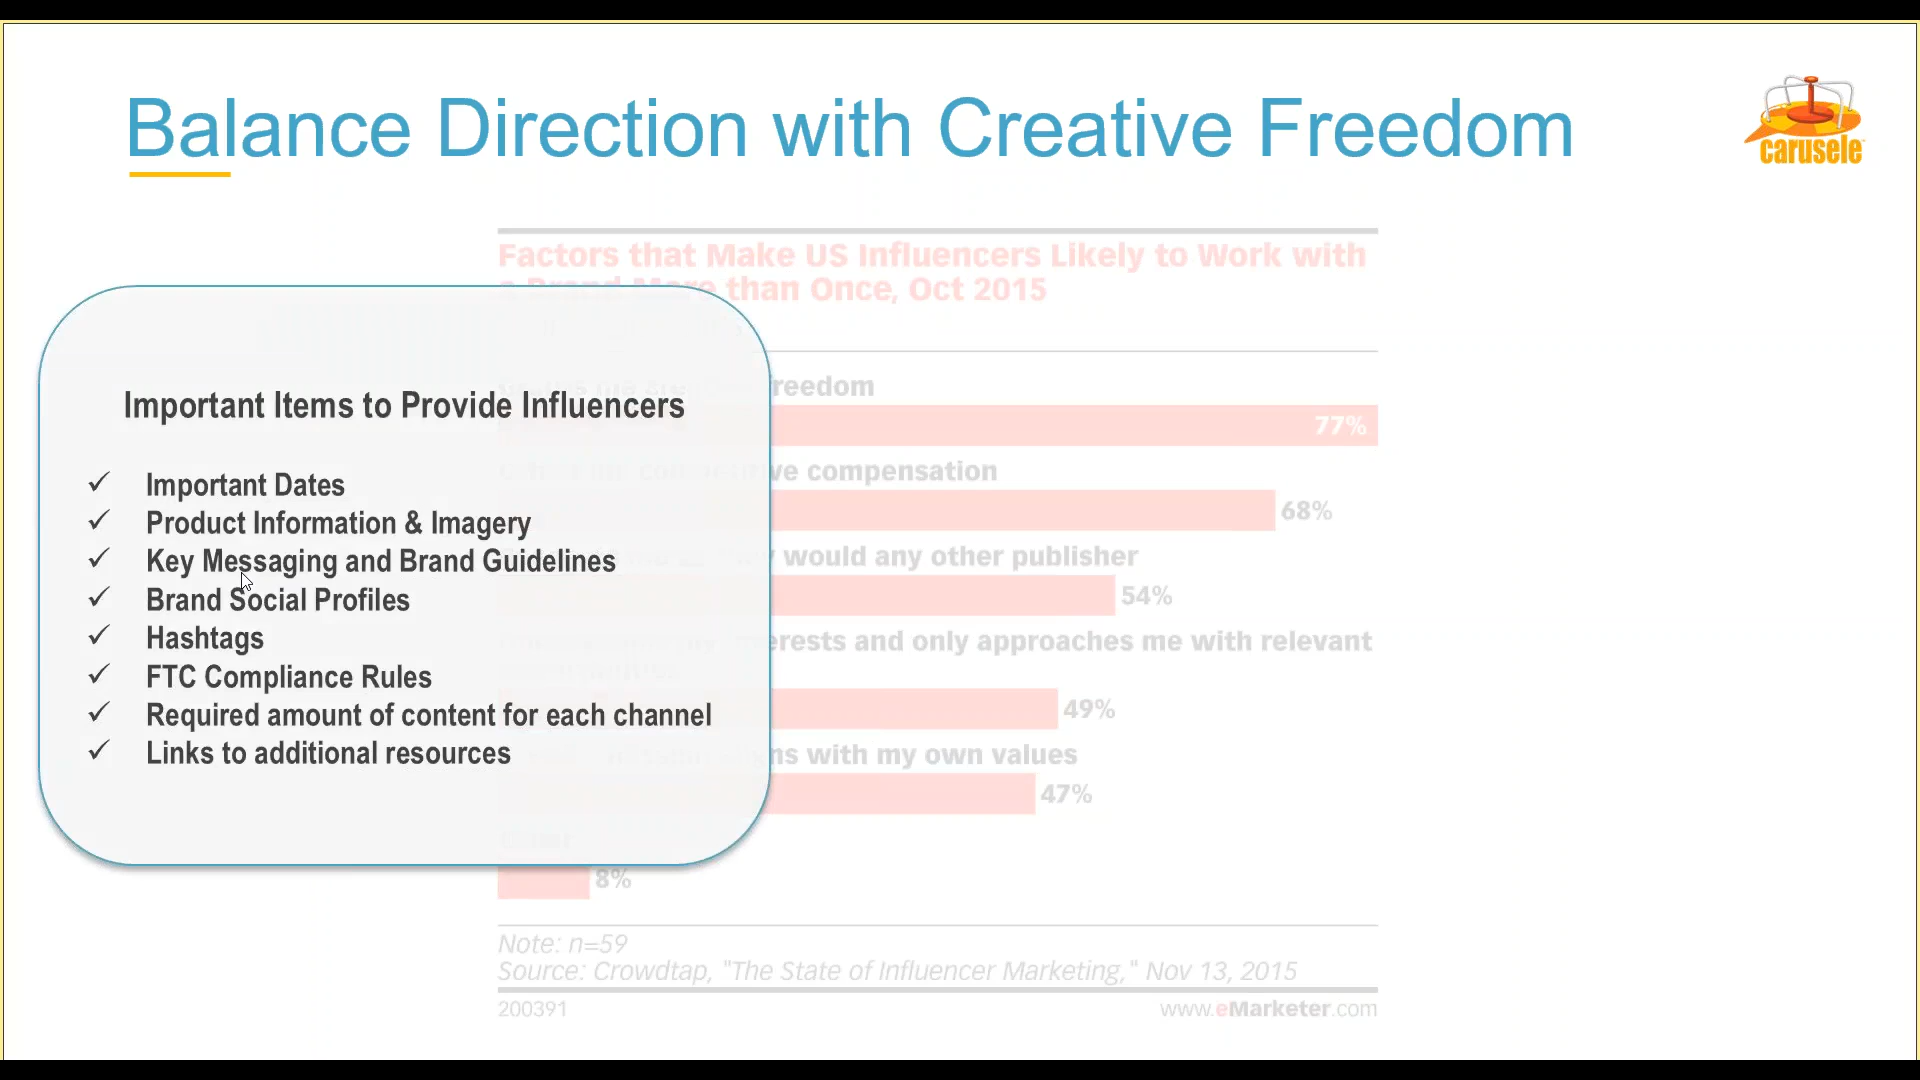 Balance Direction with Creative Freedom
carusele
Factors that Make US Influencers Likely to Work with
a Brand More than Once, Oct 2015
Important Items to Provide Influencers
✓ Important Dates
✓ Product Information & Imagery
✓ Key Messaging and Brand Guidelines
✓ Brand Social Profiles
✓ Hashtags
✓ FTC Compliance Rules
✓ Required amount of content for each channel
✓ Links to additional resources
freedom
77%
compensation
68%
would any other publisher
54%
and only approaches me with relevant
49%
with my own values
47%
8%
Note: n=59
Source: Crowdtap, "The State of Influencer Marketing," Nov 13, 2015
200391
www.eMarketer.com